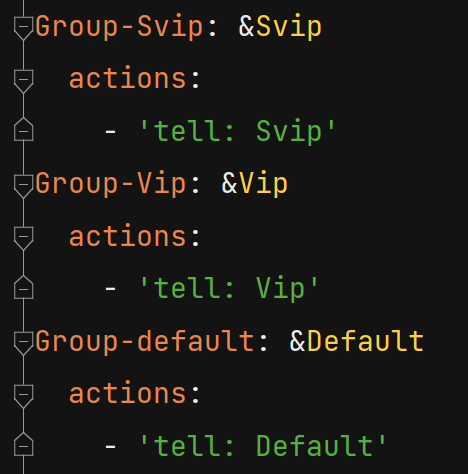 Group-Svip: &Svip
  actions:
    - 'tell: Svip'
Group-Vip: &Vip
  actions:
    - 'tell: Vip'
Group-default: &Default
  actions:
    - 'tell: Default'